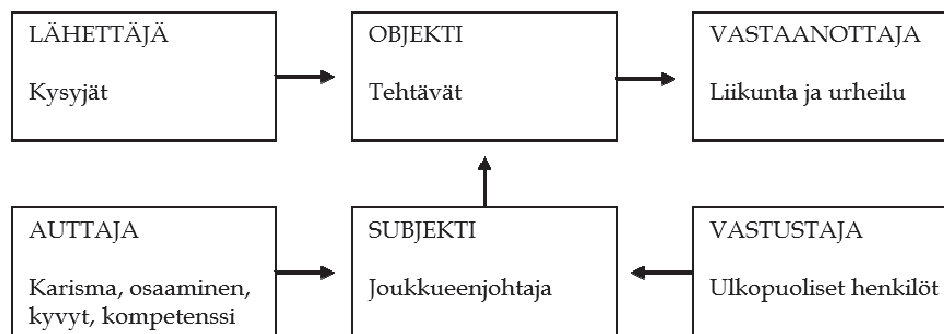 LÄHETTÄJÄ
Kysyjät
OBJEKTI
Tehtävät
VASTAANOTTAJA
Liikunta ja urheilu
AUTTAJA
Karisma, osaaminen,
kyvyt, kompetenssi
SUBJEKTI
Joukkueenjohtaja
VASTUSTAJA
Ulkopuoliset henkilöt